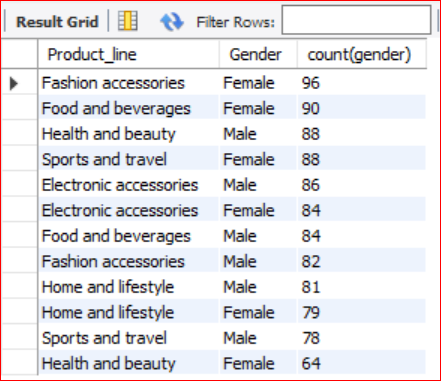 Result Grid Filter Rows:
Product_line Gender count(gender)
Fashion accessories Female 96
Food and beverages Female 90
Health and beauty Male 88
Sports and travel Female 88
Electronic accessories Male 86
Electronic accessories Female 84
Food and beverages Male 84
Fashion accessories Male 82
Home and lifestyle Male 81
Home and lifestyle Female 79
Sports and travel Male 78
Health and beauty Female 64